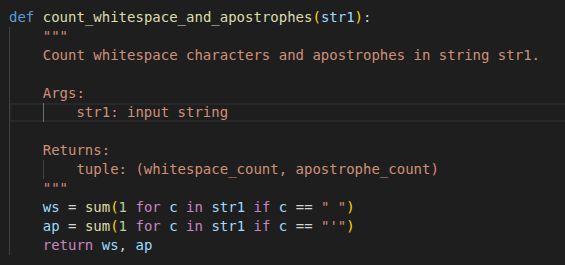 def count_whitespace_and_apostrophes(str1):
    """
    Count whitespace characters and apostrophes in string str1.

    Args:
        str1: input string

    Returns:
        tuple: (whitespace_count, apostrophe_count)
    """
    ws = sum(1 for c in str1 if c == " ")
    ap = sum(1 for c in str1 if c == "'")
    return ws, ap